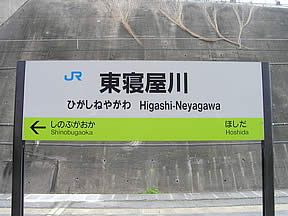 JR
東寝屋川
ひがしねやがわ Higashi-Neyagawa
しのぶがおか ほしだ
Shinobugaoka Hoshida